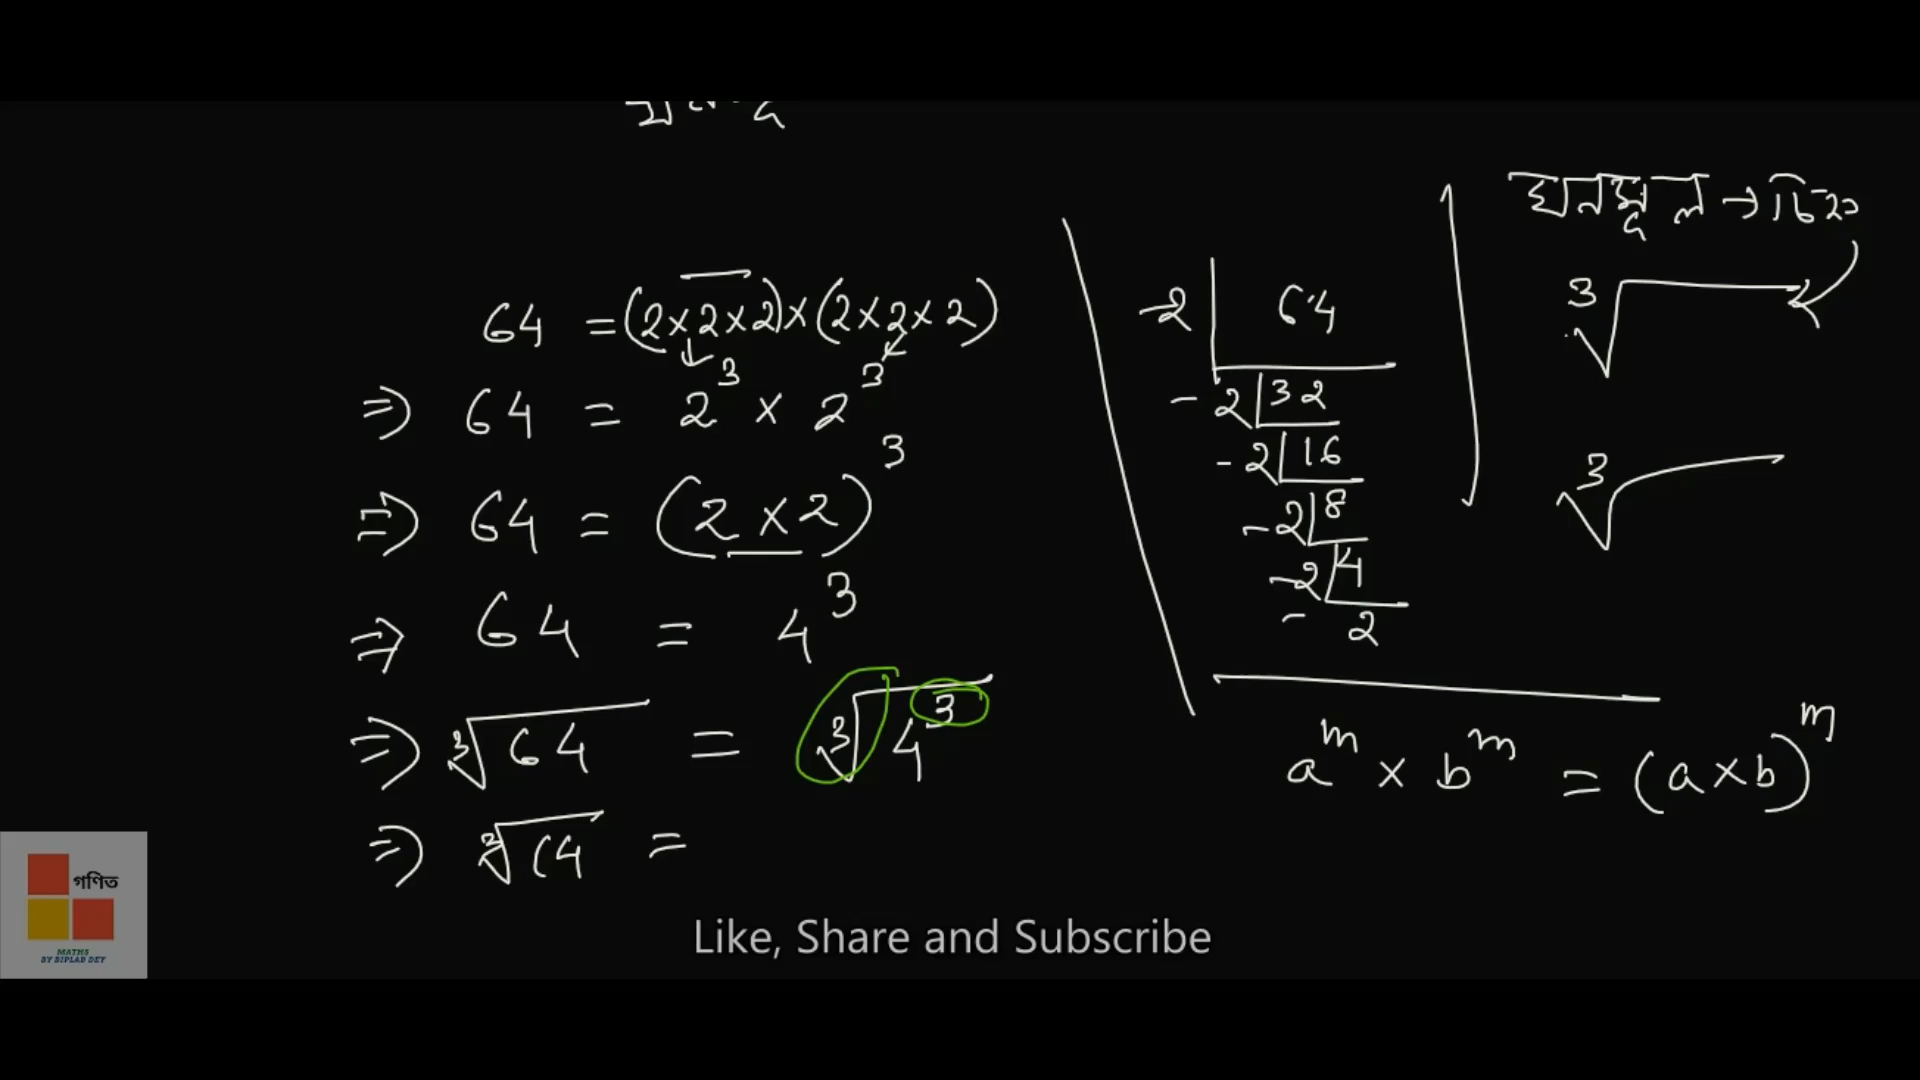 64 = (2×2×2)×(2×2×2)
⇒ 64 = 2³ × 2³
⇒ 64 = (2×2)³
⇒ 64 = 4³
⇒ ∛64 = ∛4³
⇒ ∛64 =
2 | 64
2 | 32
2 | 16
2 | 8
2 | 4
2
ঘনমূল → চিহ্ন
∛
∛
aᵐ × bᵐ = (a×b)ᵐ
গণিত
MATHS
BY BIPLAB DEY
Like, Share and Subscribe